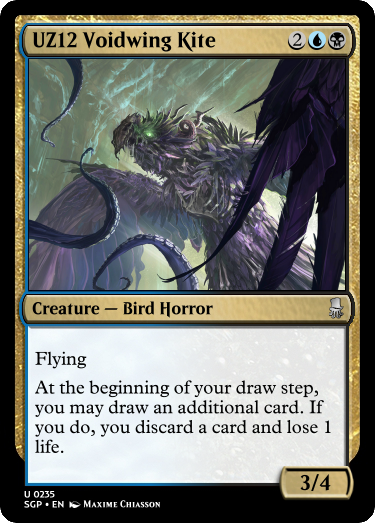 UZ12 Voidwing Kite 2
Creature — Bird Horror
Flying
At the beginning of your draw step,
you may draw an additional card. If
you do, you discard a card and lose 1
life.
3/4
U 0235
SGP • EN Maxime Chiasson